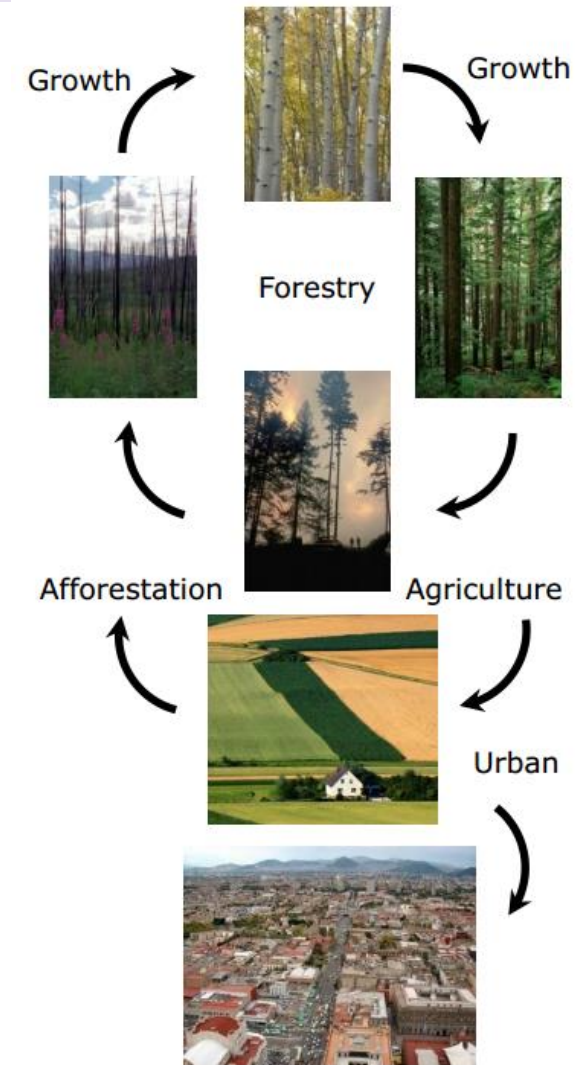 Growth
Growth
Forestry
Afforestation
Agriculture
Urban